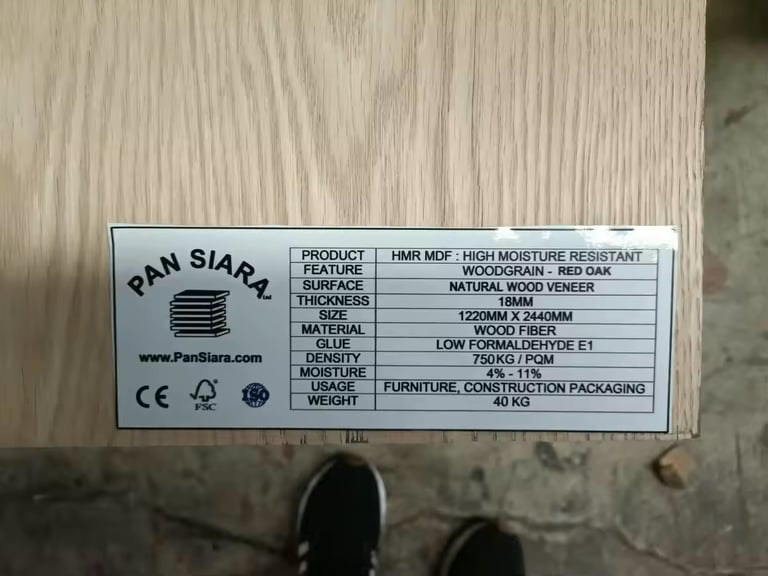 PAN SIARA Ltd
www.PanSiara.com
CE FSC ISO
PRODUCT HMR MDF : HIGH MOISTURE RESISTANT
FEATURE WOODGRAIN - RED OAK
SURFACE NATURAL WOOD VENEER
THICKNESS 18MM
SIZE 1220MM X 2440MM
MATERIAL WOOD FIBER
GLUE LOW FORMALDEHYDE E1
DENSITY 750KG / PQM
MOISTURE 4% - 11%
USAGE FURNITURE, CONSTRUCTION PACKAGING
WEIGHT 40 KG